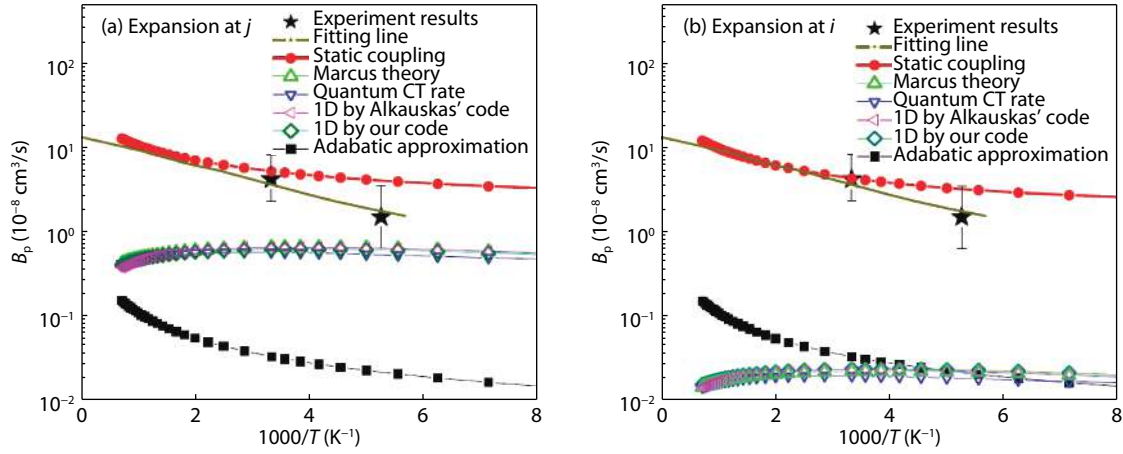 (a) Expansion at j
Experiment results
Fitting line
Static coupling
Marcus theory
Quantum CT rate
1D by Alkauskas’ code
1D by our code
Adabatic approximation
10²
10¹
10⁰
10⁻¹
10⁻²
Bₚ (10⁻⁸ cm³/s)
0 2 4 6 8
1000/T (K⁻¹)
(b) Expansion at i
Experiment results
Fitting line
Static coupling
Marcus theory
Quantum CT rate
1D by Alkauskas’ code
1D by our code
Adabatic approximation
10²
10¹
10⁰
10⁻¹
10⁻²
Bₚ (10⁻⁸ cm³/s)
0 2 4 6 8
1000/T (K⁻¹)